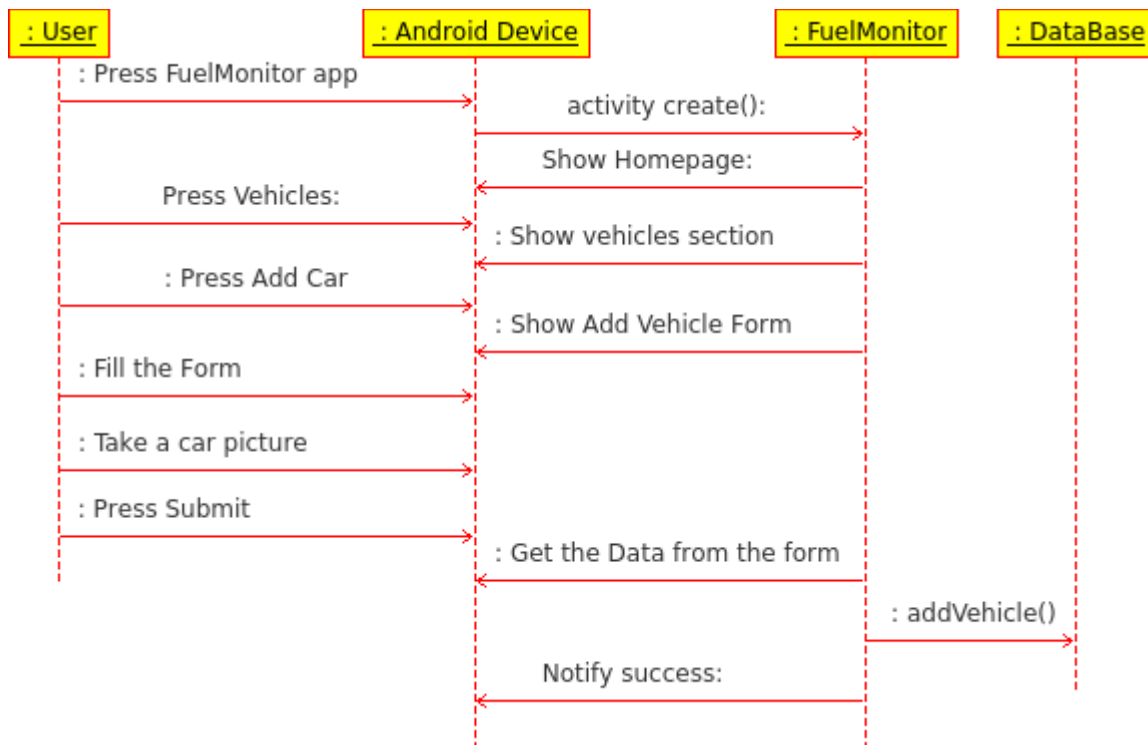 : User
: Android Device
: FuelMonitor
: DataBase
: Press FuelMonitor app
activity create():
Show Homepage:
Press Vehicles:
: Show vehicles section
: Press Add Car
: Show Add Vehicle Form
: Fill the Form
: Take a car picture
: Press Submit
: Get the Data from the form
: addVehicle()
Notify success: